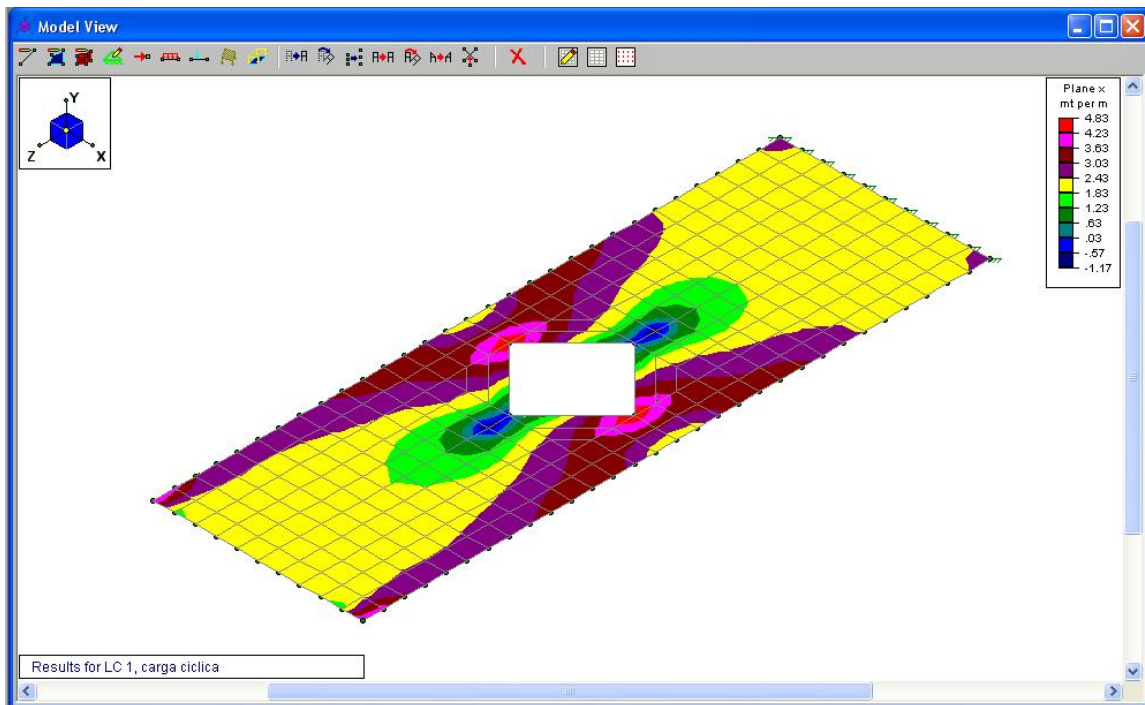 Model View
Y
Z
X
Plane x
mt per m
4.83
4.23
3.63
3.03
2.43
1.83
1.23
.63
.03
-.57
-1.17
Results for LC 1, carga ciclica